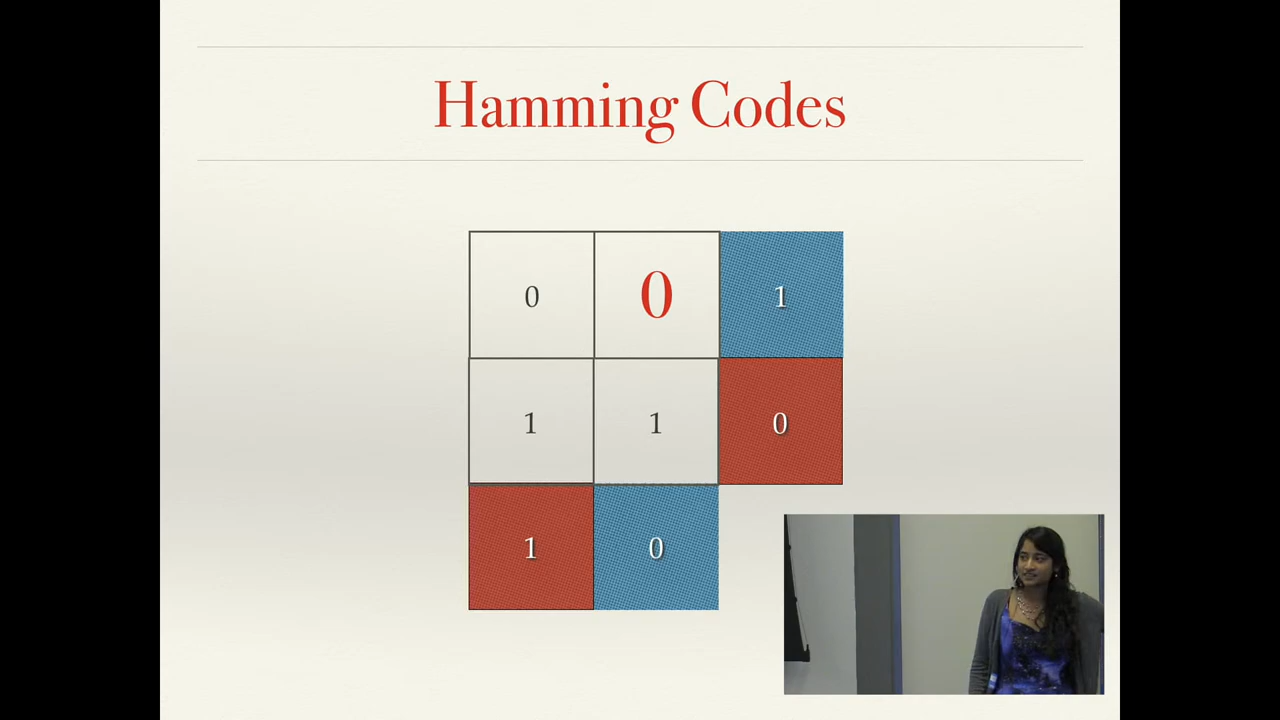 Hamming Codes
0 0 1
1 1 0
1 0